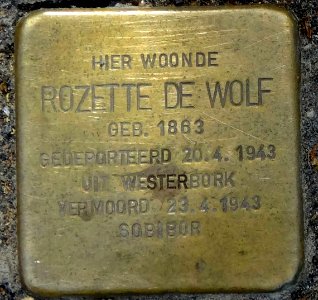 HIER WOONDE
ROZETTE DE WOLF
GEB. 1863
GEDEPORTEERD 20.4.1943
UIT WESTERBORK
VERMOORD 23.4.1943
SOBIBOR